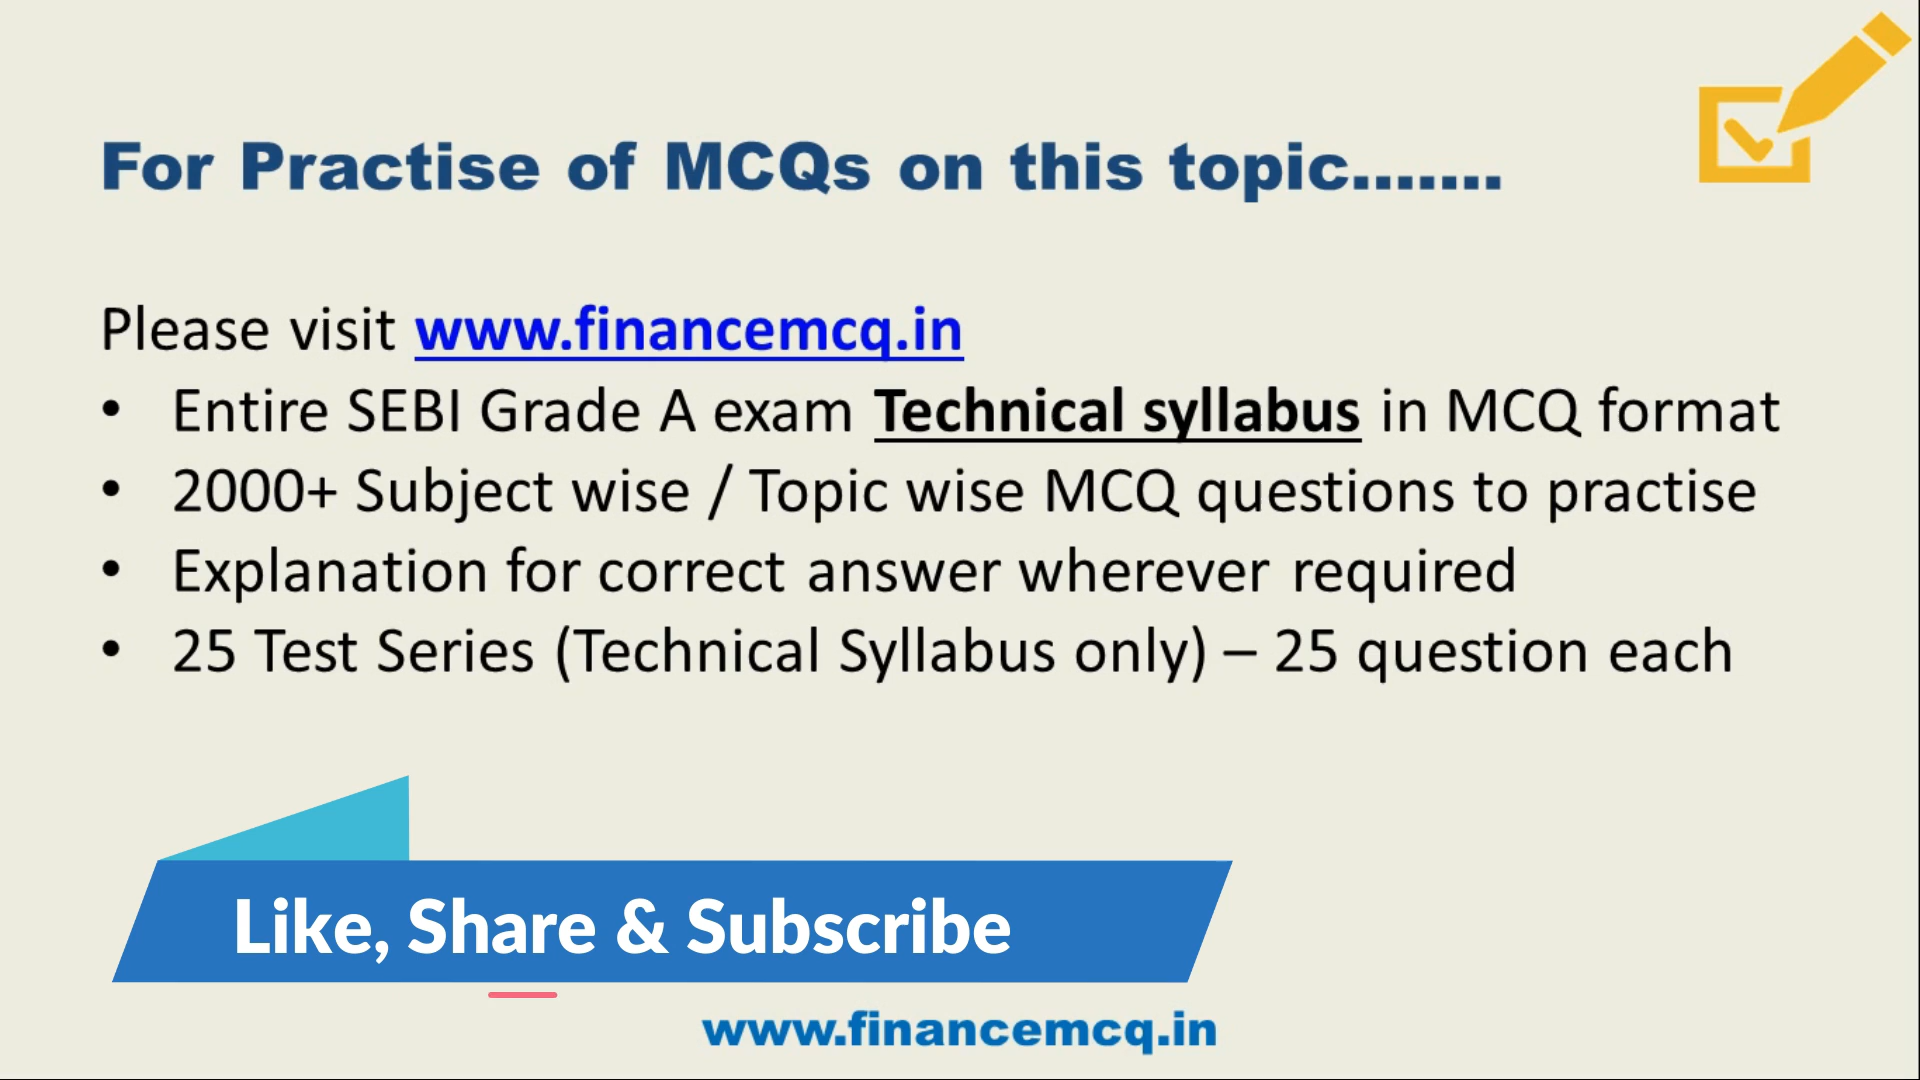 For Practise of MCQs on this topic.......
Please visit www.financemcq.in
• Entire SEBI Grade A exam Technical syllabus in MCQ format
• 2000+ Subject wise / Topic wise MCQ questions to practise
• Explanation for correct answer wherever required
• 25 Test Series (Technical Syllabus only) – 25 question each
Like, Share & Subscribe
www.financemcq.in